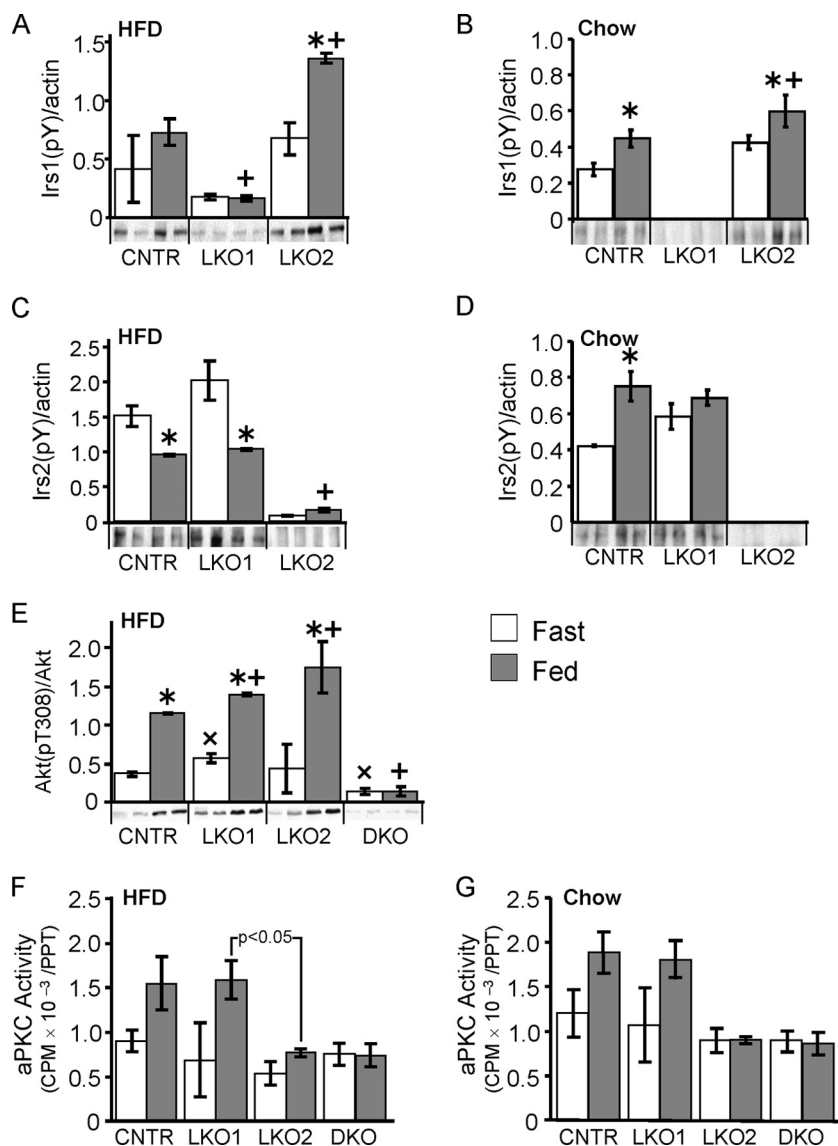 A
HFD
Irs1(pY)/actin
1.5
1.0
0.5
0
*+
+
CNTR LKO1 LKO2
B
Chow
Irs1(pY)/actin
1.0
0.8
0.6
0.4
0.2
0
*
*+
CNTR LKO1 LKO2
C
HFD
Irs2(pY)/actin
2.5
2.0
1.5
1.0
0.5
0
*
*
+
CNTR LKO1 LKO2
D
Chow
Irs2(pY)/actin
1.0
0.8
0.6
0.4
0.2
0
*
CNTR LKO1 LKO2
E
HFD
Akt(pT308)/Akt
2.0
1.5
1.0
0.5
0
*
×
*+
*+
×
+
CNTR LKO1 LKO2 DKO
Fast
Fed
F
HFD
aPKC Activity
(CPM × 10⁻³ /PPT)
2.5
2.0
1.5
1.0
0.5
0
p<0.05
CNTR LKO1 LKO2 DKO
G
Chow
aPKC Activity
(CPM × 10⁻³ /PPT)
2.5
2.0
1.5
1.0
0.5
0
CNTR LKO1 LKO2 DKO